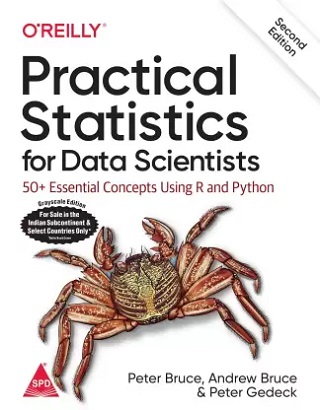 O'REILLY®
Second
Edition
Practical
Statistics
for Data Scientists
50+ Essential Concepts Using R and Python
Grayscale Edition
For Sale in the
Indian Subcontinent &
Select Countries Only*
SPD
Peter Bruce, Andrew Bruce
& Peter Gedeck